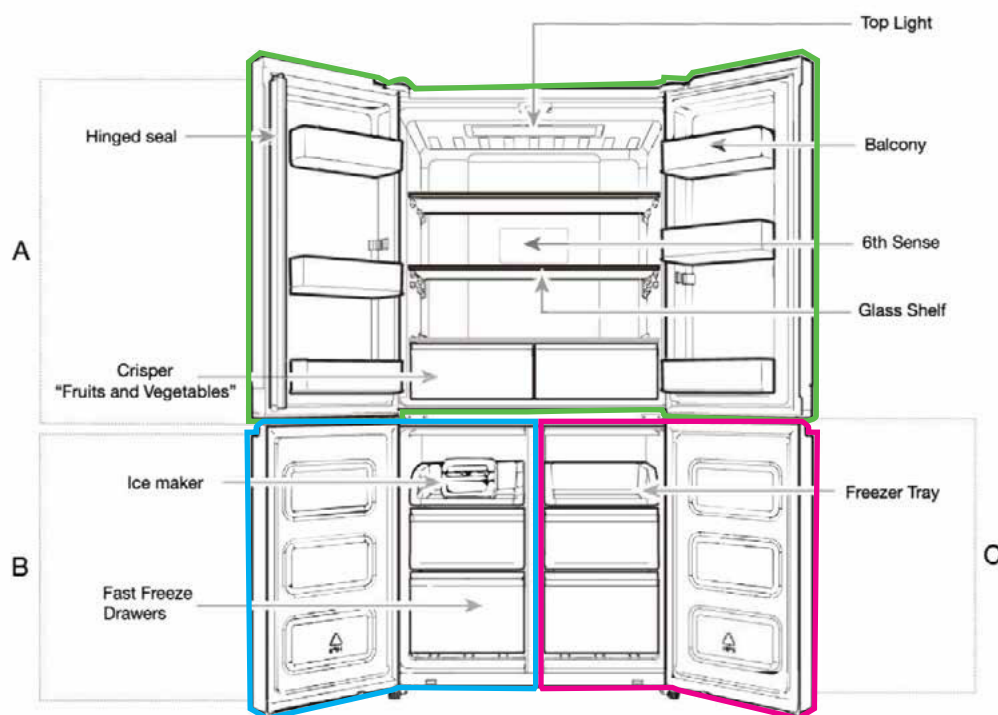 Top Light
Hinged seal
Balcony
A
6th Sense
Glass Shelf
Crisper
“Fruits and Vegetables”
Ice maker
Freezer Tray
B
C
Fast Freeze
Drawers